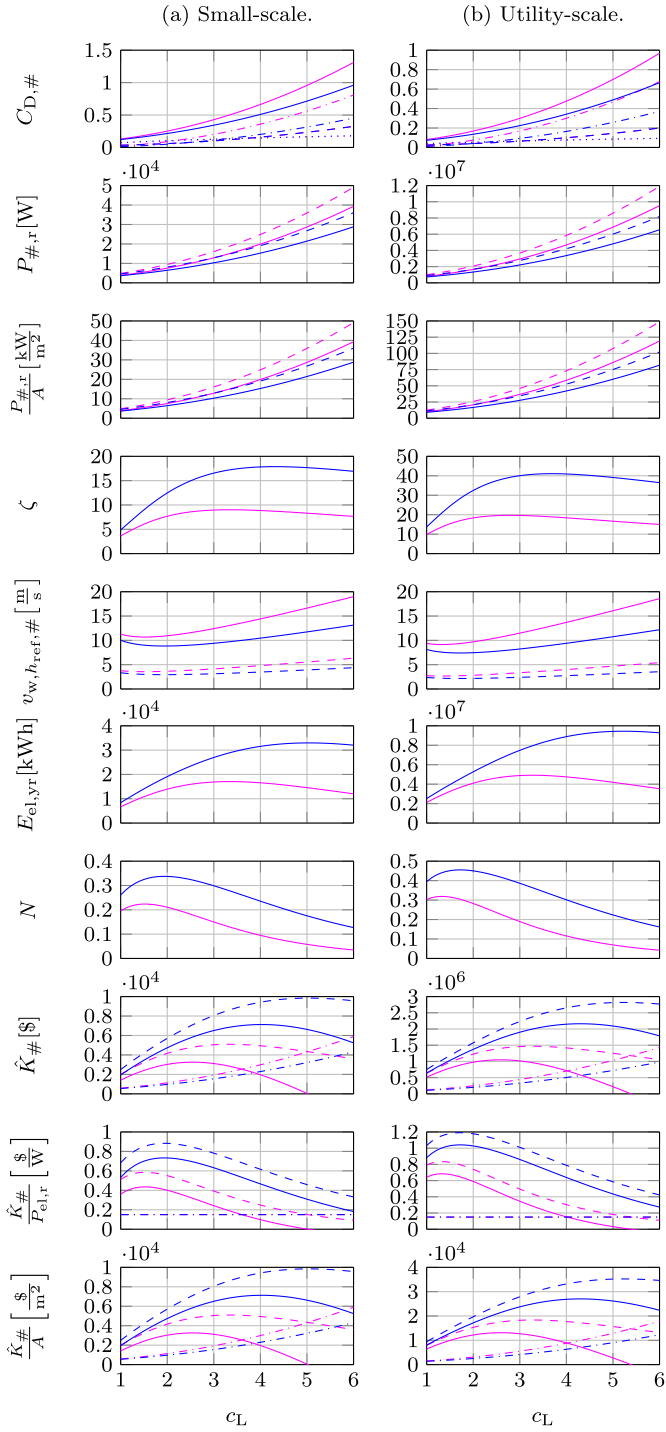 (a) Small-scale. (b) Utility-scale.
C_D,#
1.5 1 0.5 0
1 0.8 0.6 0.4 0.2 0
P_#,r[W]
·10^4
5 4 3 2 1 0
·10^7
1.2 1 0.8 0.6 0.4 0.2 0
P_#,r/A [kW/m^2]
50 40 30 20 10 0
150 125 100 75 50 25 0
ζ
20 15 10 5 0
50 40 30 20 10 0
v_w,h_ref,# [m/s]
20 15 10 5 0
20 15 10 5 0
E_el,yr[kWh]
·10^4
4 3 2 1 0
·10^7
1 0.8 0.6 0.4 0.2 0
N
0.4 0.3 0.2 0.1 0
0.5 0.4 0.3 0.2 0.1 0
K̂_#[$]
·10^4
1 0.8 0.6 0.4 0.2 0
·10^6
3 2.5 2 1.5 1 0.5 0
K̂_#/P_el,r [$/W]
1 0.8 0.6 0.4 0.2 0
1.2 1 0.8 0.6 0.4 0.2 0
K̂_#/A [$/m^2]
·10^4
1 0.8 0.6 0.4 0.2 0
·10^4
4 3 2 1 0
1 2 3 4 5 6 1 2 3 4 5 6
c_L c_L